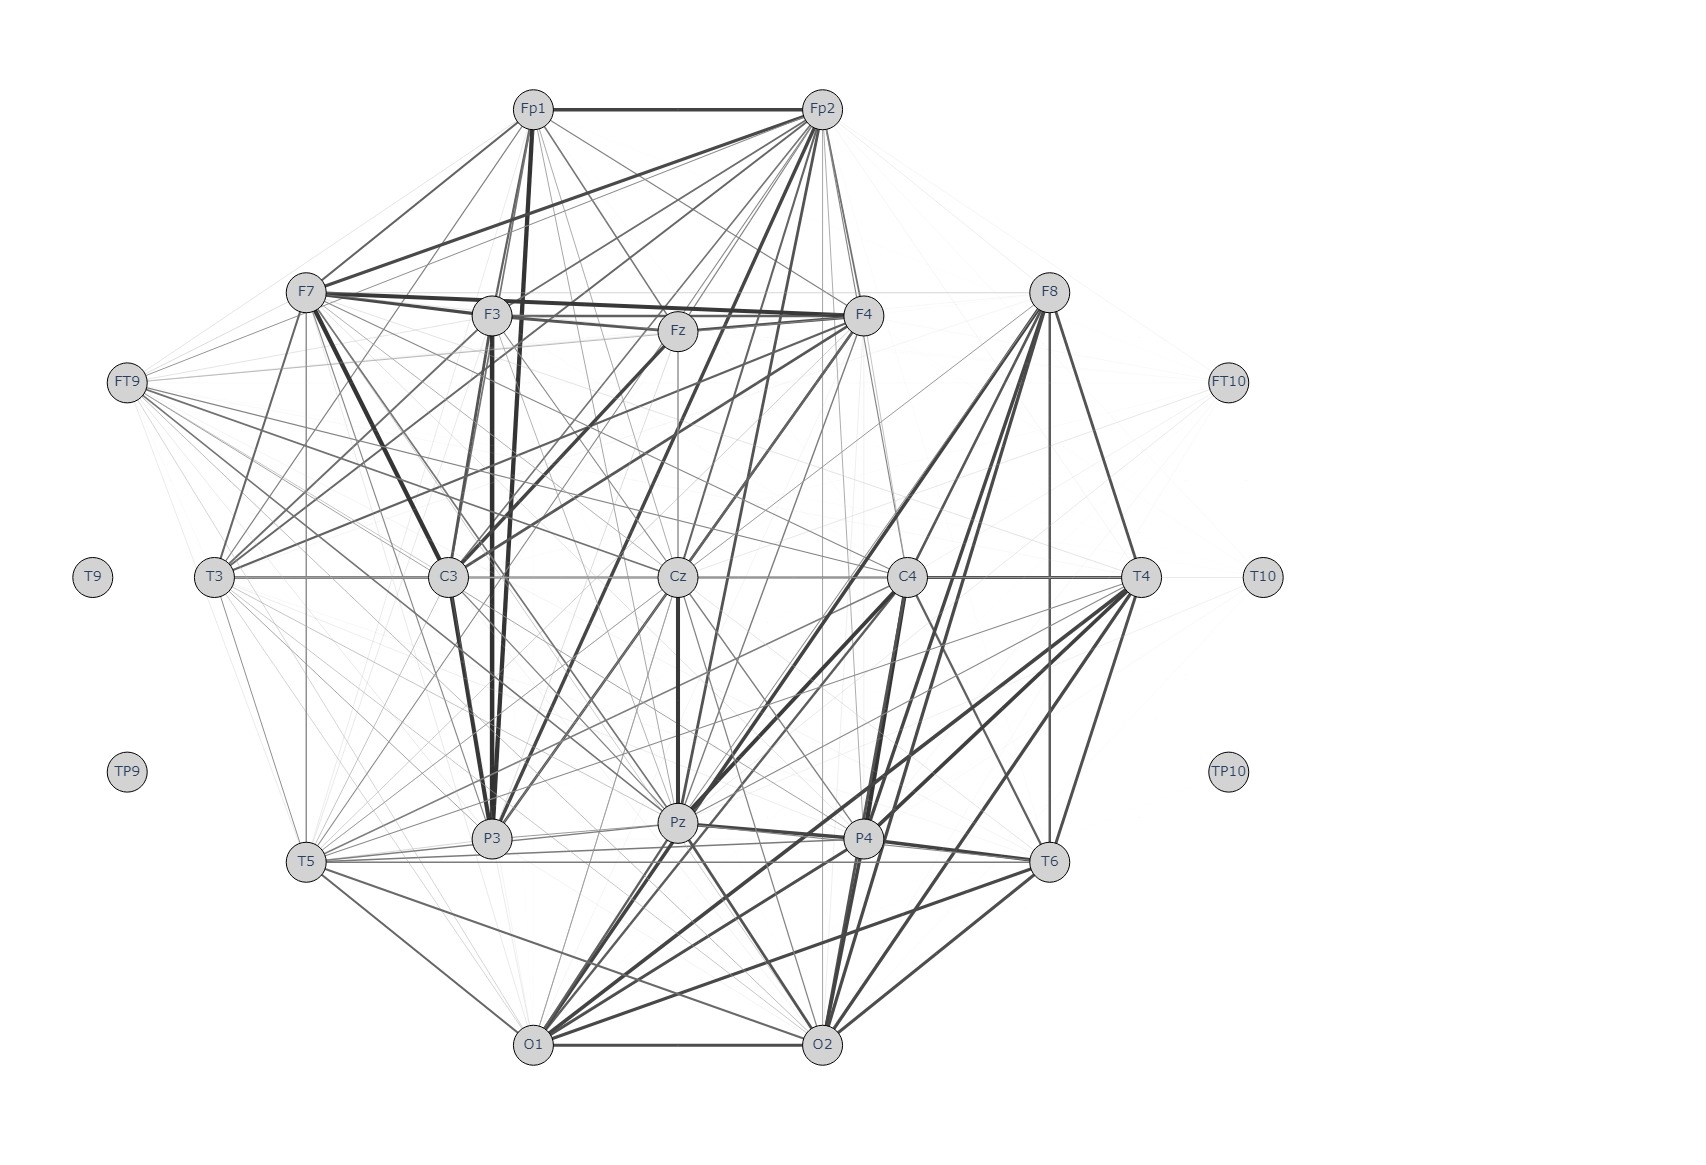 Fp1 Fp2
F7 F3 Fz F4 F8
FT9 FT10
T9 T3 C3 Cz C4 T4 T10
TP9 TP10
T5 P3 Pz P4 T6
O1 O2